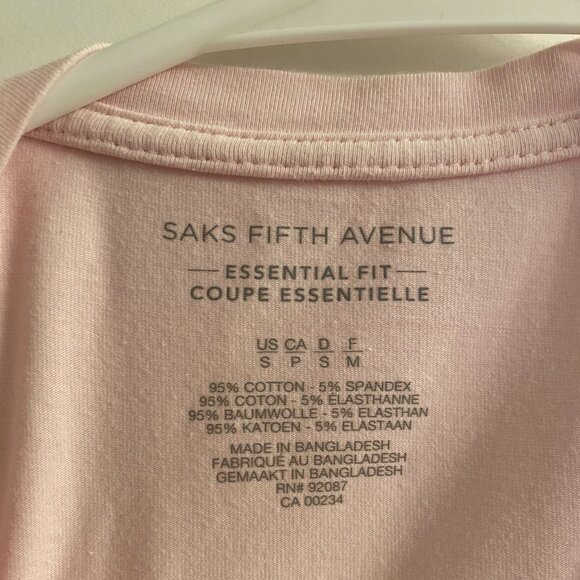 SAKS FIFTH AVENUE
ESSENTIAL FIT
COUPE ESSENTIELLE
US CA D F
S P S M
95% COTTON - 5% SPANDEX
95% COTON - 5% ÉLASTHANNE
95% BAUMWOLLE - 5% ELASTHAN
95% KATOEN - 5% ELASTAAN
MADE IN BANGLADESH
FABRIQUÉ AU BANGLADESH
GEMAAKT IN BANGLADESH
RN# 92087
CA 00234